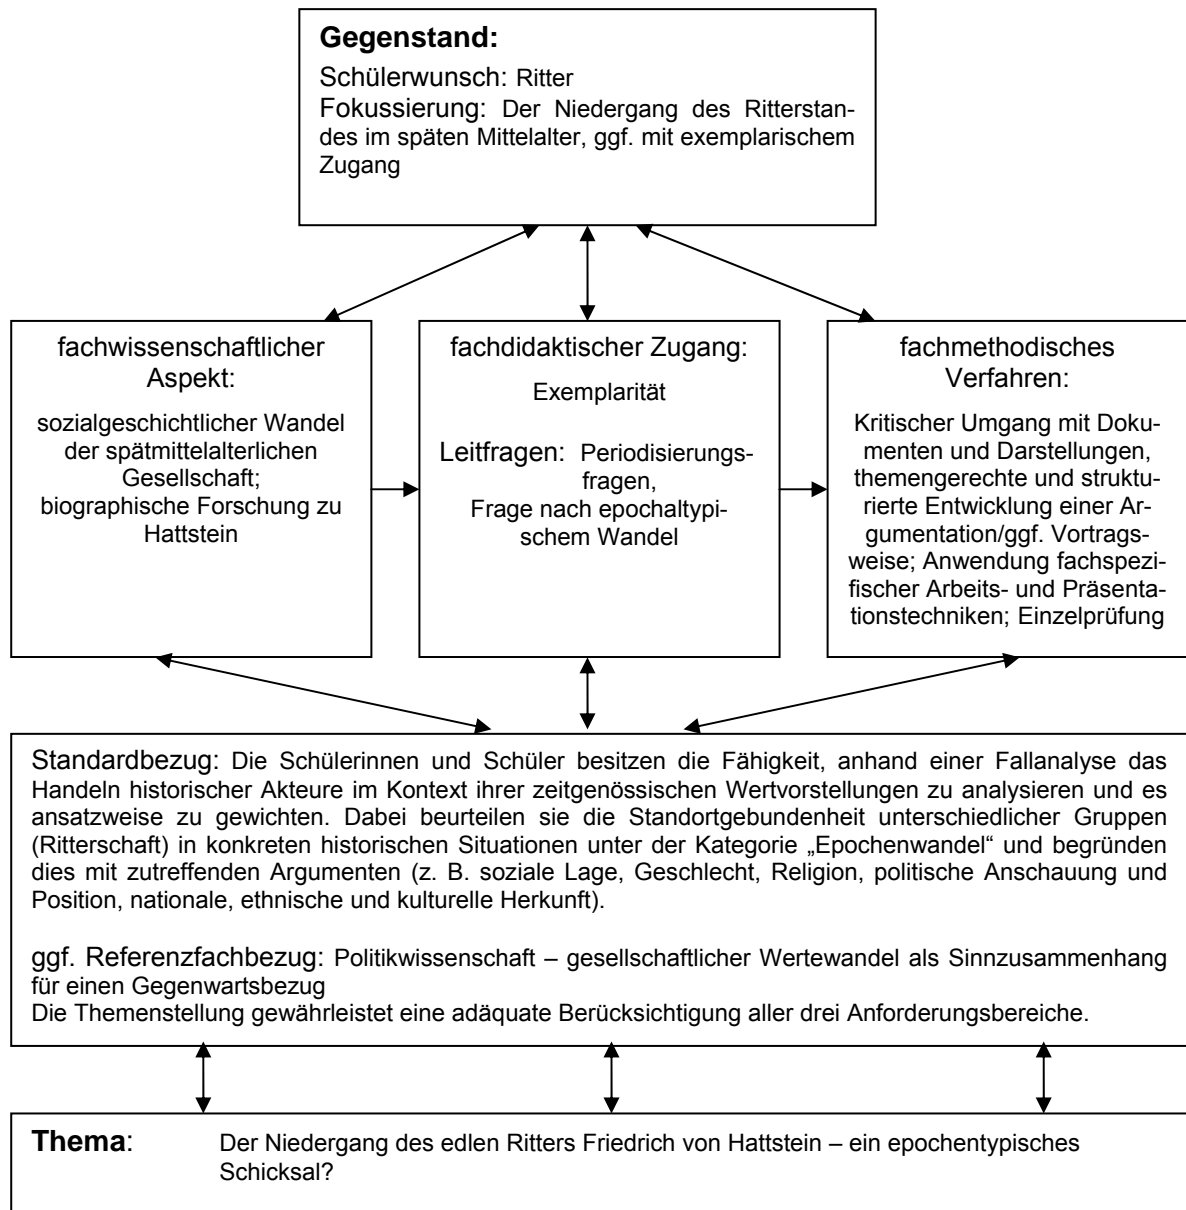 Gegenstand:
Schülerwunsch: Ritter
Fokussierung: Der Niedergang des Ritterstan-
des im späten Mittelalter, ggf. mit exemplarischem
Zugang
fachwissenschaftlicher
Aspekt:
sozialgeschichtlicher Wandel
der spätmittelalterlichen
Gesellschaft;
biographische Forschung zu
Hattstein
fachdidaktischer Zugang:
Exemplarität
Leitfragen: Periodisierungs-
fragen,
Frage nach epochaltypi-
schem Wandel
fachmethodisches
Verfahren:
Kritischer Umgang mit Doku-
menten und Darstellungen,
themengerechte und struktu-
rierte Entwicklung einer Ar-
gumentation/ggf. Vortrags-
weise; Anwendung fachspezi-
fischer Arbeits- und Präsenta-
tionstechniken; Einzelprüfung
Standardbezug: Die Schülerinnen und Schüler besitzen die Fähigkeit, anhand einer Fallanalyse das
Handeln historischer Akteure im Kontext ihrer zeitgenössischen Wertvorstellungen zu analysieren und es
ansatzweise zu gewichten. Dabei beurteilen sie die Standortgebundenheit unterschiedlicher Gruppen
(Ritterschaft) in konkreten historischen Situationen unter der Kategorie „Epochenwandel“ und begründen
dies mit zutreffenden Argumenten (z. B. soziale Lage, Geschlecht, Religion, politische Anschauung und
Position, nationale, ethnische und kulturelle Herkunft).
ggf. Referenzfachbezug: Politikwissenschaft – gesellschaftlicher Wertewandel als Sinnzusammenhang
für einen Gegenwartsbezug
Die Themenstellung gewährleistet eine adäquate Berücksichtigung aller drei Anforderungsbereiche.
Thema: Der Niedergang des edlen Ritters Friedrich von Hattstein – ein epochentypisches
Schicksal?